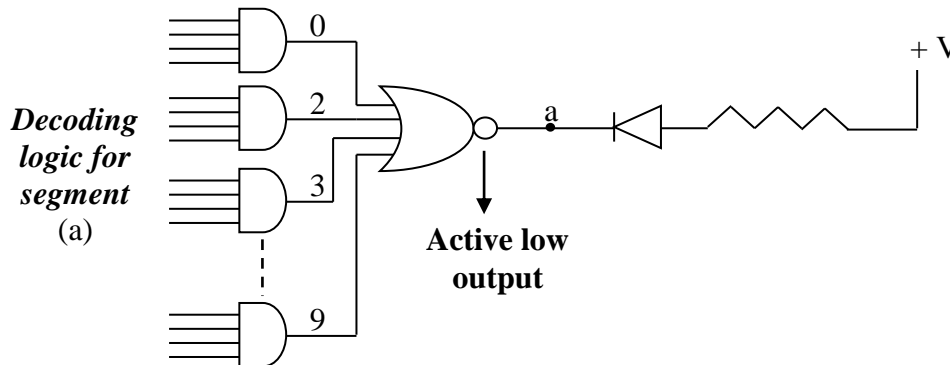 0
+ V
2
a
Decoding
logic for
segment
(a)
3
Active low
output
9